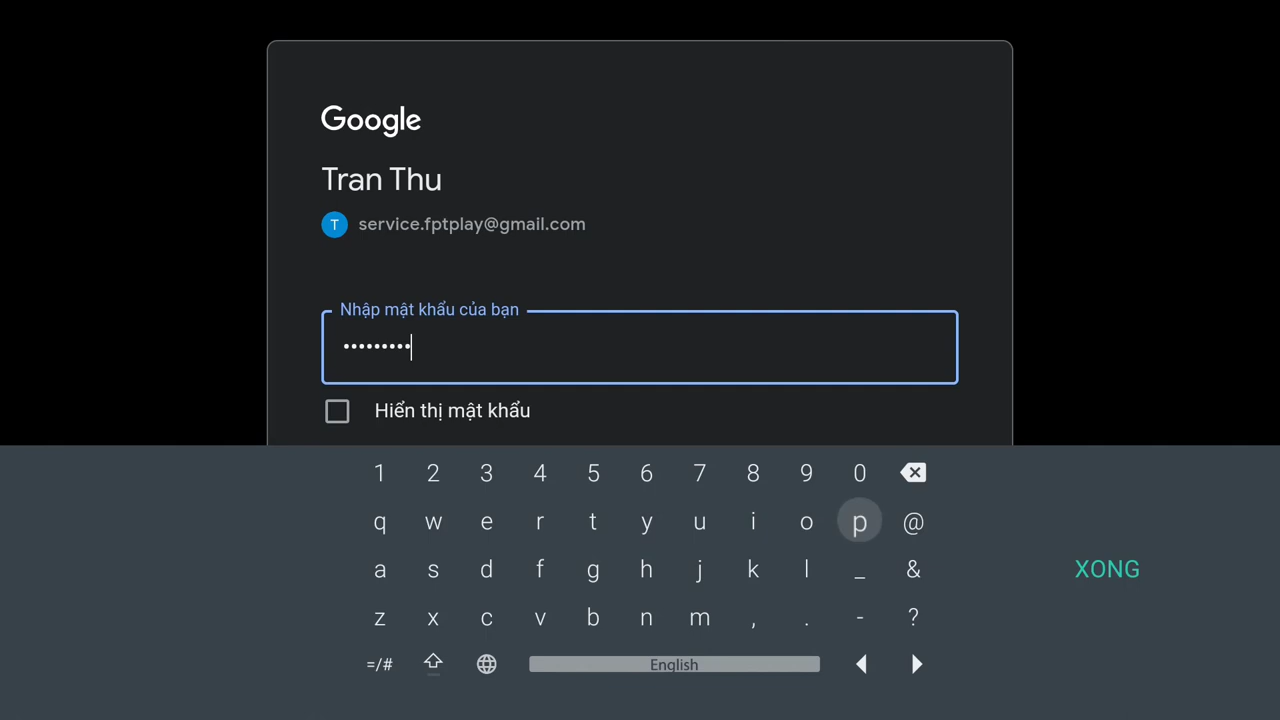 Google
Tran Thu
T service.fptplay@gmail.com
Nhập mật khẩu của bạn
•••••••••
Hiển thị mật khẩu
1 2 3 4 5 6 7 8 9 0
q w e r t y u i o p @
a s d f g h j k l _ &
XONG
z x c v b n m , . - ?
=/# English